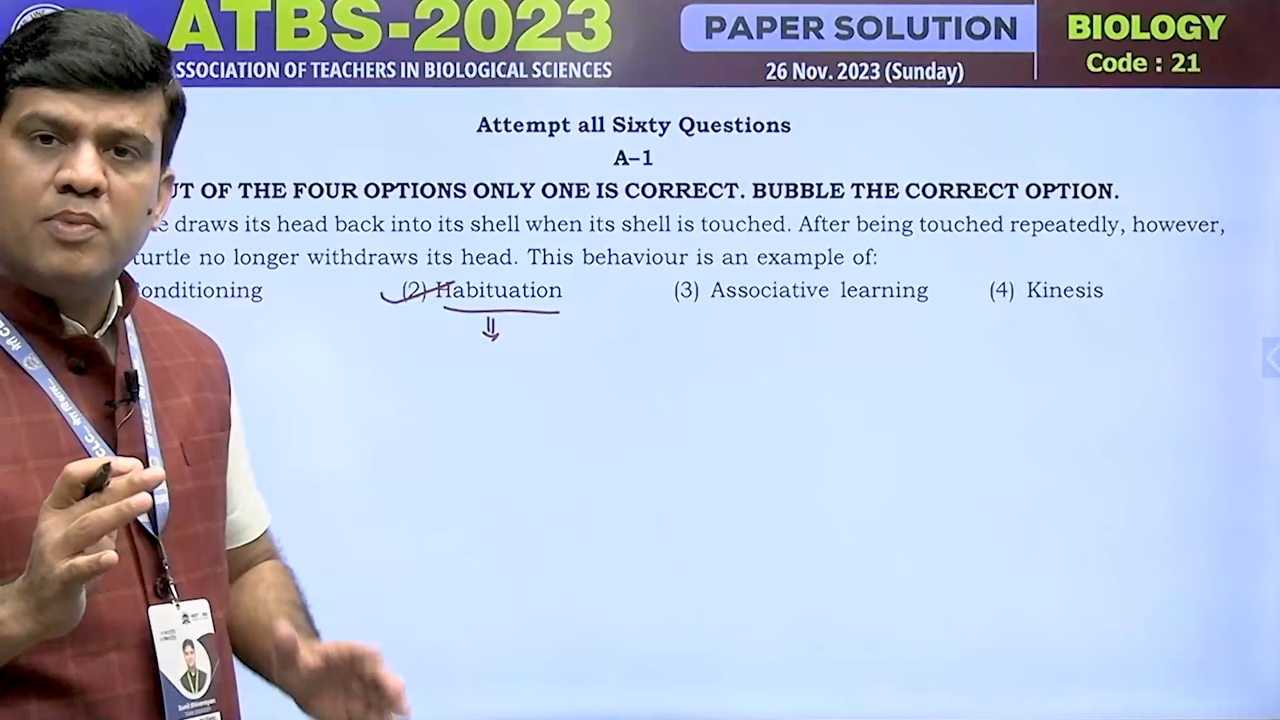 ATBS-2023
SSOCIATION OF TEACHERS IN BIOLOGICAL SCIENCES
PAPER SOLUTION
26 Nov. 2023 (Sunday)
BIOLOGY
Code : 21
Attempt all Sixty Questions
A–1
UT OF THE FOUR OPTIONS ONLY ONE IS CORRECT. BUBBLE THE CORRECT OPTION.
draws its head back into its shell when its shell is touched. After being touched repeatedly, however,
turtle no longer withdraws its head. This behaviour is an example of:
onditioning (2) Habituation (3) Associative learning (4) Kinesis
CLC